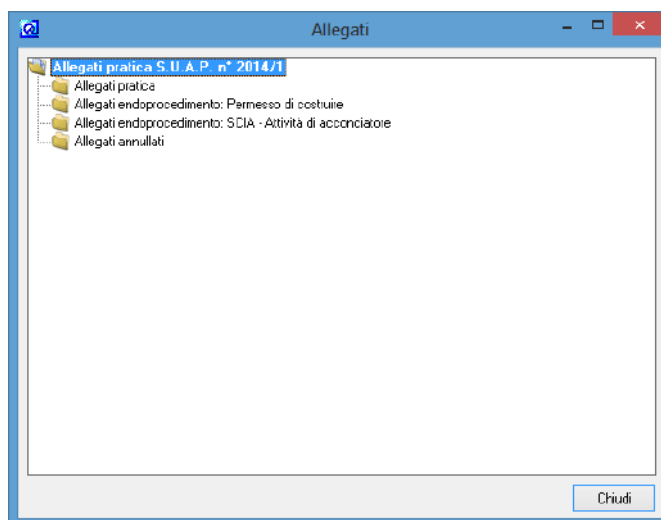 Allegati
Allegati pratica S.U.A.P. n° 2014/1
Allegati pratica
Allegati endoprocedimento: Permesso di costruire
Allegati endoprocedimento: SCIA - Attività di acconciatore
Allegati annullati
Chiudi